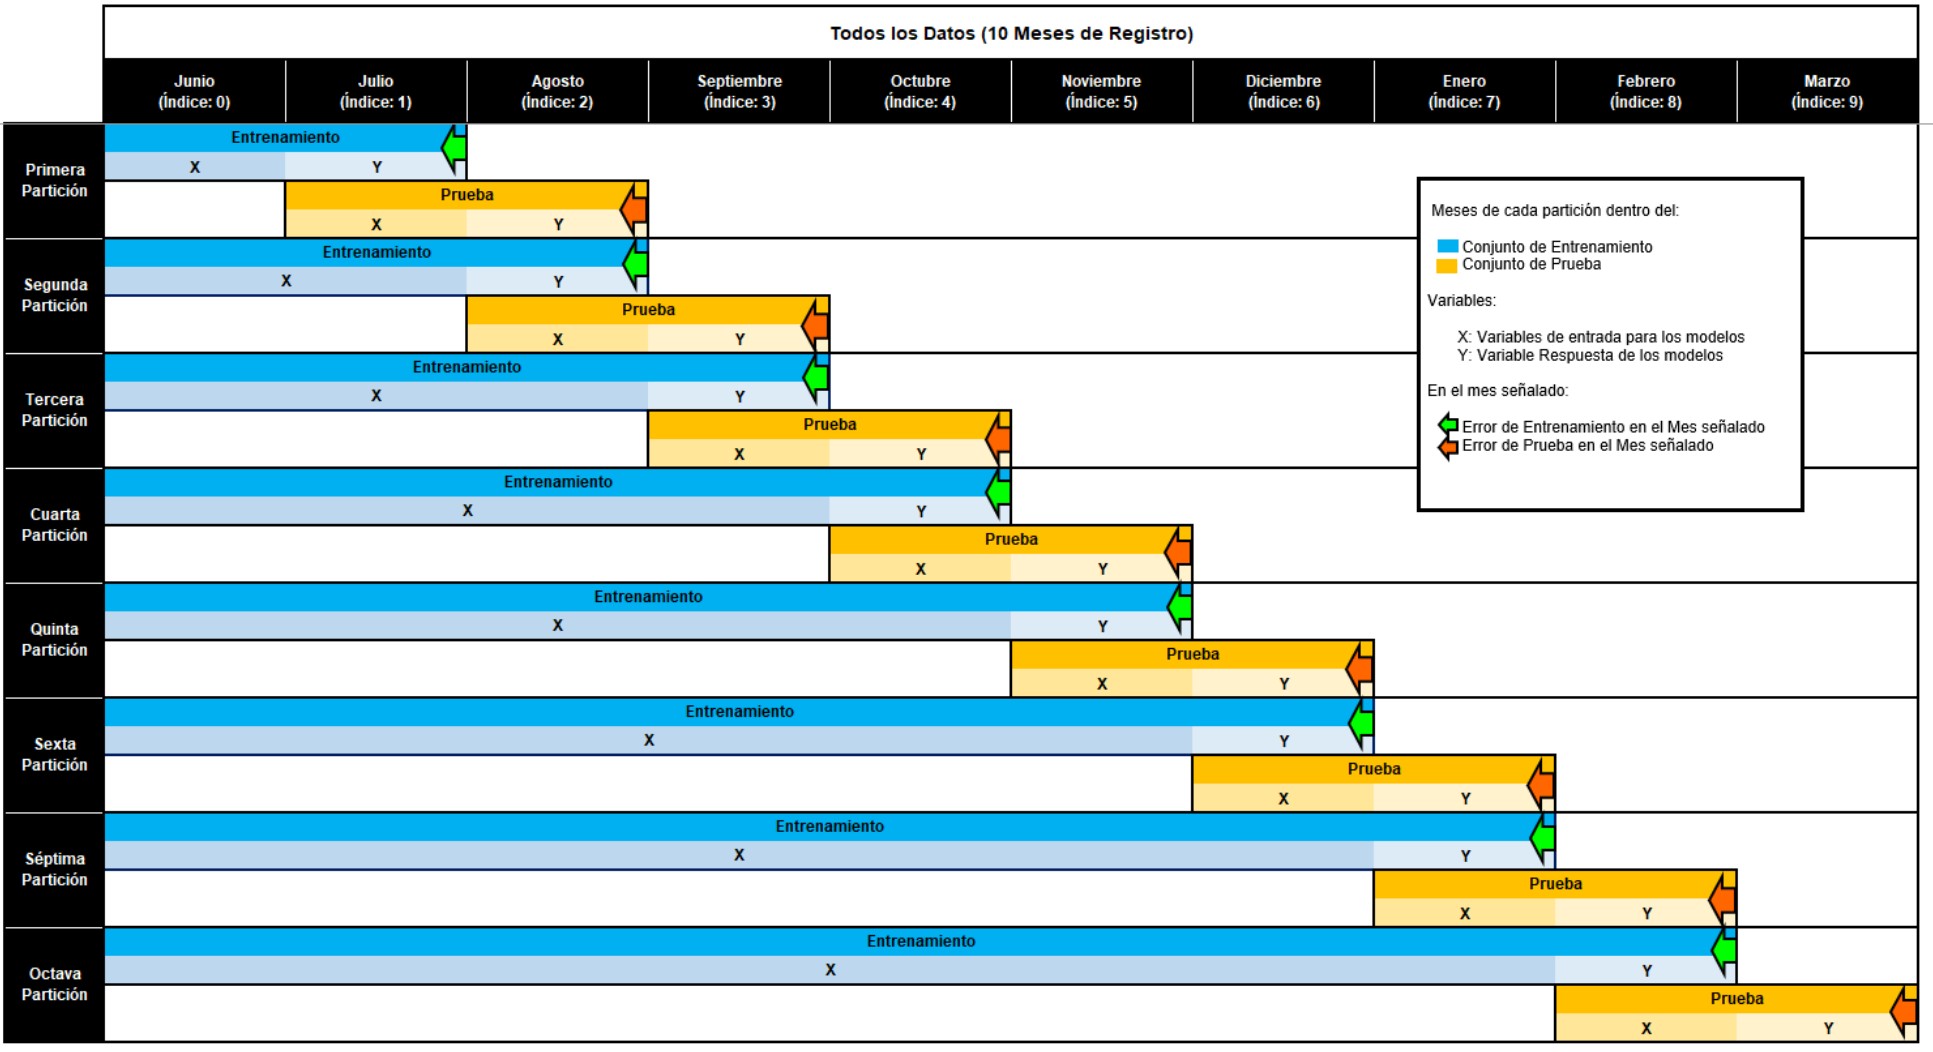 Todos los Datos (10 Meses de Registro)
Junio
(Índice: 0)
Julio
(Índice: 1)
Agosto
(Índice: 2)
Septiembre
(Índice: 3)
Octubre
(Índice: 4)
Noviembre
(Índice: 5)
Diciembre
(Índice: 6)
Enero
(Índice: 7)
Febrero
(Índice: 8)
Marzo
(Índice: 9)
Primera
Partición
Entrenamiento
X Y
Prueba
X Y
Segunda
Partición
Entrenamiento
X Y
Prueba
X Y
Tercera
Partición
Entrenamiento
X Y
Prueba
X Y
Cuarta
Partición
Entrenamiento
X Y
Prueba
X Y
Quinta
Partición
Entrenamiento
X Y
Prueba
X Y
Sexta
Partición
Entrenamiento
X Y
Prueba
X Y
Séptima
Partición
Entrenamiento
X Y
Prueba
X Y
Octava
Partición
Entrenamiento
X Y
Prueba
X Y
Meses de cada partición dentro del:
Conjunto de Entrenamiento
Conjunto de Prueba
Variables:
X: Variables de entrada para los modelos
Y: Variable Respuesta de los modelos
En el mes señalado:
Error de Entrenamiento en el Mes señalado
Error de Prueba en el Mes señalado